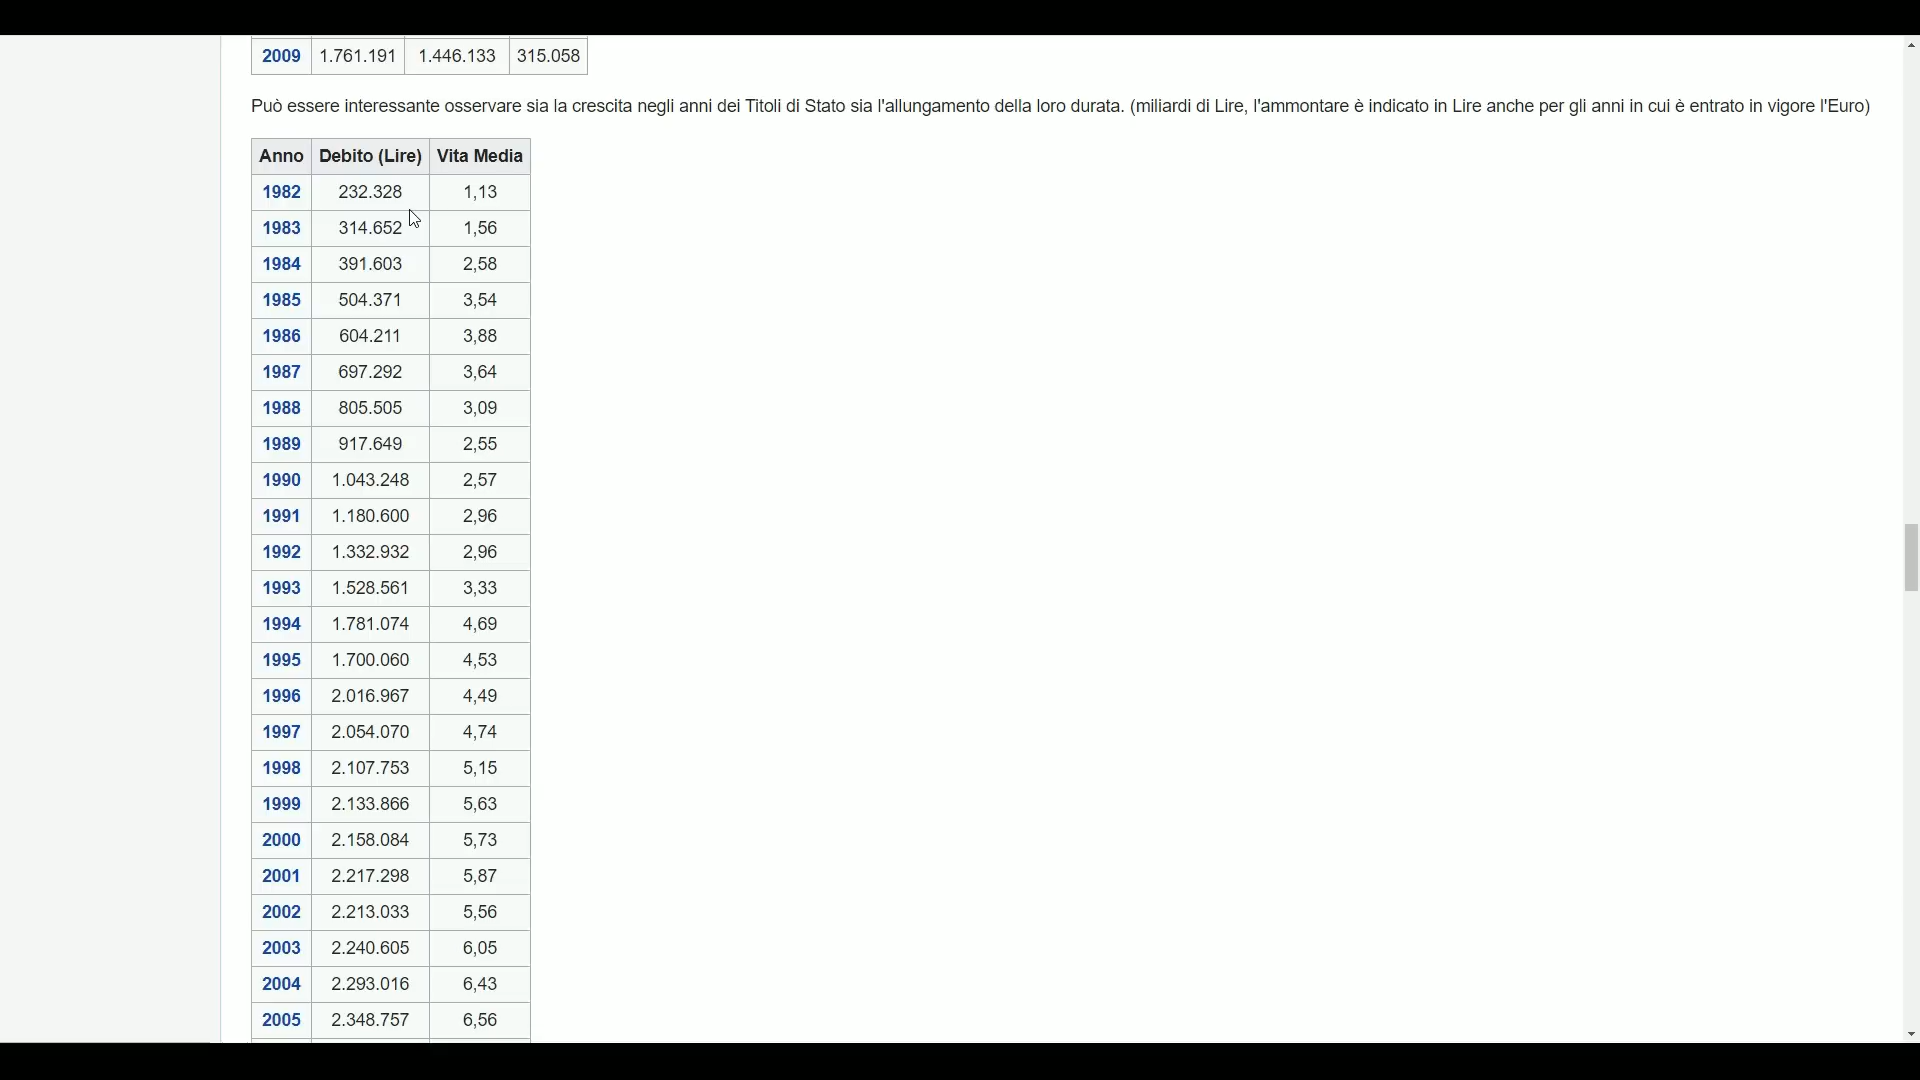 2009 1.761.191 1.446.133 315.058
Può essere interessante osservare sia la crescita negli anni dei Titoli di Stato sia l'allungamento della loro durata. (miliardi di Lire, l'ammontare è indicato in Lire anche per gli anni in cui è entrato in vigore l'Euro)
Anno Debito (Lire) Vita Media
1982 232.328 1,13
1983 314.652 1,56
1984 391.603 2,58
1985 504.371 3,54
1986 604.211 3,88
1987 697.292 3,64
1988 805.505 3,09
1989 917.649 2,55
1990 1.043.248 2,57
1991 1.180.600 2,96
1992 1.332.932 2,96
1993 1.528.561 3,33
1994 1.781.074 4,69
1995 1.700.060 4,53
1996 2.016.967 4,49
1997 2.054.070 4,74
1998 2.107.753 5,15
1999 2.133.866 5,63
2000 2.158.084 5,73
2001 2.217.298 5,87
2002 2.213.033 5,56
2003 2.240.605 6,05
2004 2.293.016 6,43
2005 2.348.757 6,56